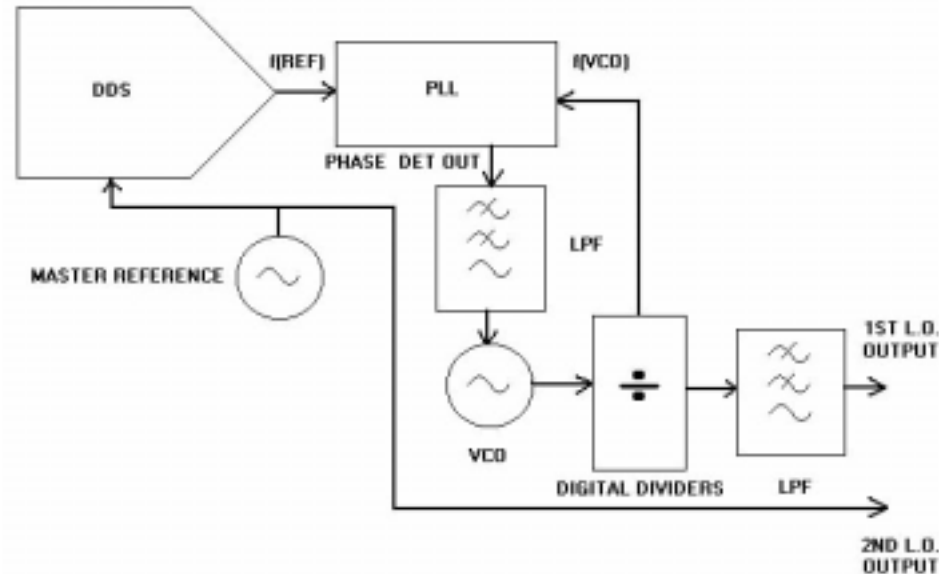 DDS
f(REF)
PLL
f(VCO)
PHASE DET OUT
LPF
MASTER REFERENCE
VCO
DIGITAL DIVIDERS
LPF
1ST L.O.
OUTPUT
2ND L.O.
OUTPUT